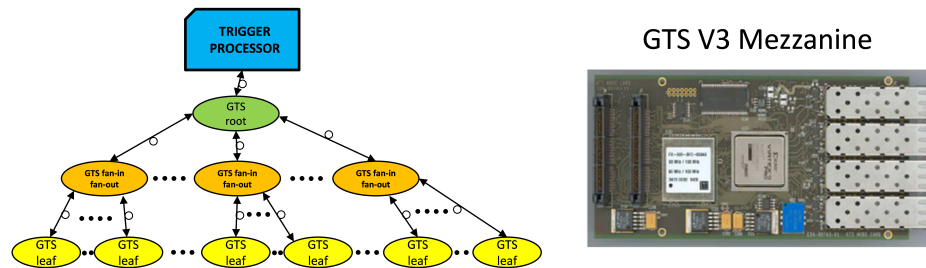 TRIGGER
PROCESSOR
GTS V3 Mezzanine
GTS
root
GTS fan-in
fan-out
GTS fan-in
fan-out
GTS fan-in
fan-out
GTS
leaf
GTS
leaf
GTS
leaf
GTS
leaf
GTS
leaf
GTS
leaf
XILINX